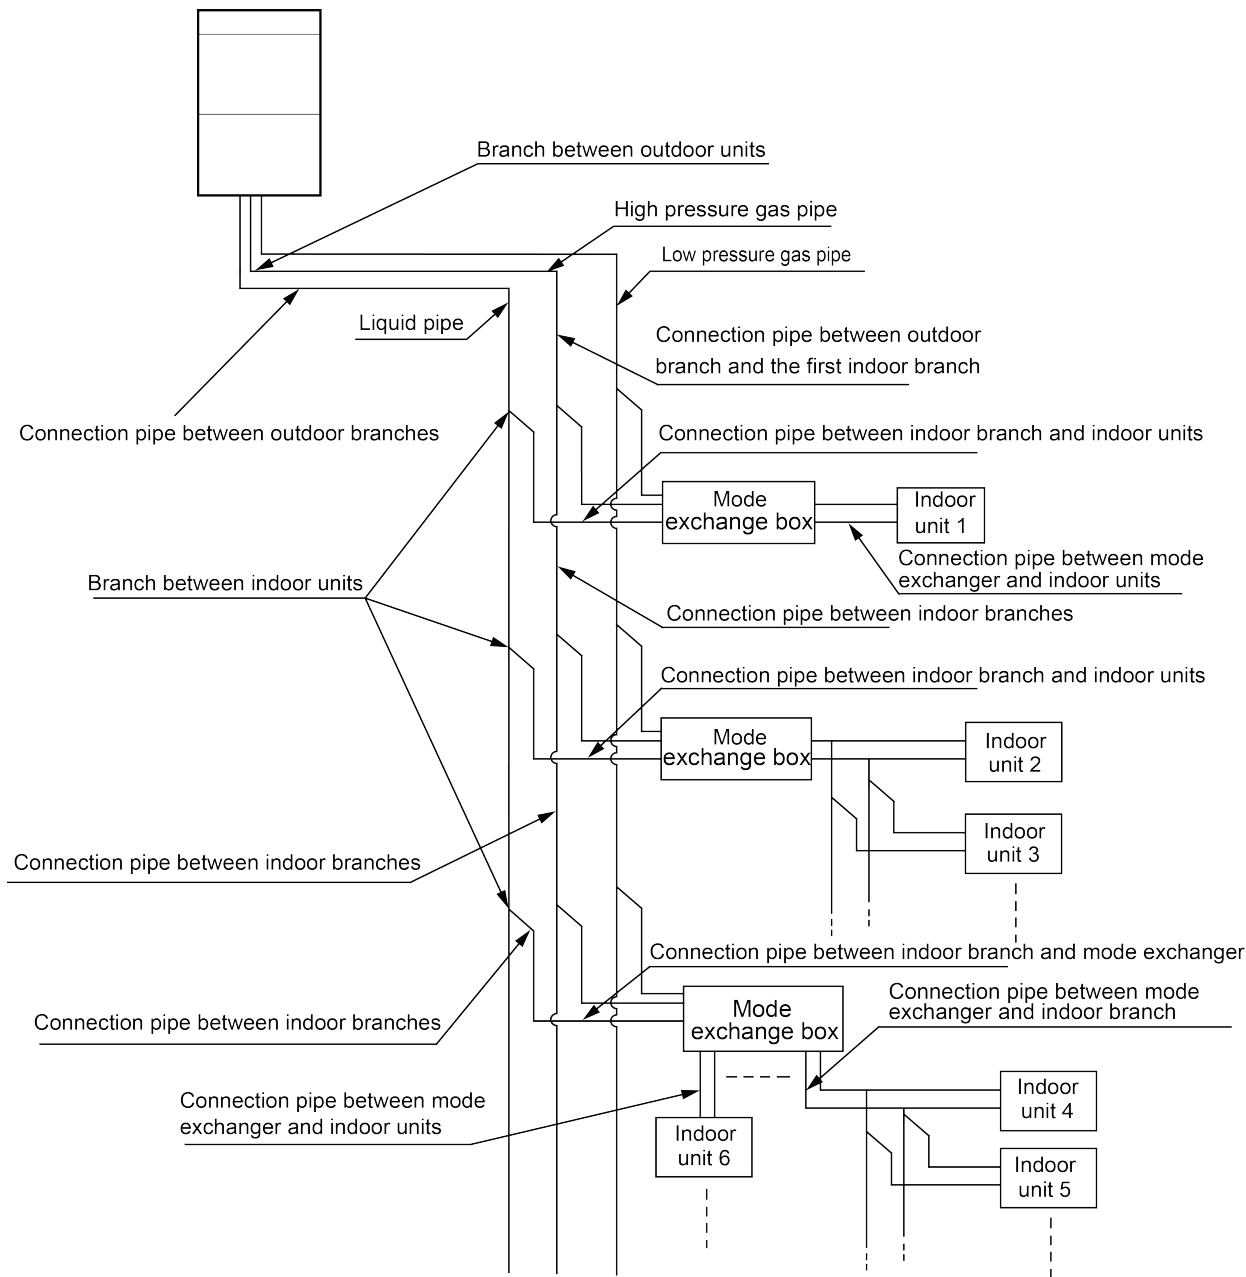 Branch between outdoor units
High pressure gas pipe
Low pressure gas pipe
Liquid pipe
Connection pipe between outdoor
branch and the first indoor branch
Connection pipe between outdoor branches
Connection pipe between indoor branch and indoor units
Mode
exchange box
Indoor
unit 1
Connection pipe between mode
exchanger and indoor units
Branch between indoor units
Connection pipe between indoor branches
Connection pipe between indoor branch and indoor units
Mode
exchange box
Indoor
unit 2
Indoor
unit 3
Connection pipe between indoor branches
Connection pipe between indoor branch and mode exchanger
Connection pipe between mode
exchanger and indoor branch
Connection pipe between indoor branches
Mode
exchange box
Connection pipe between mode
exchanger and indoor units
Indoor
unit 4
Indoor
unit 6
Indoor
unit 5